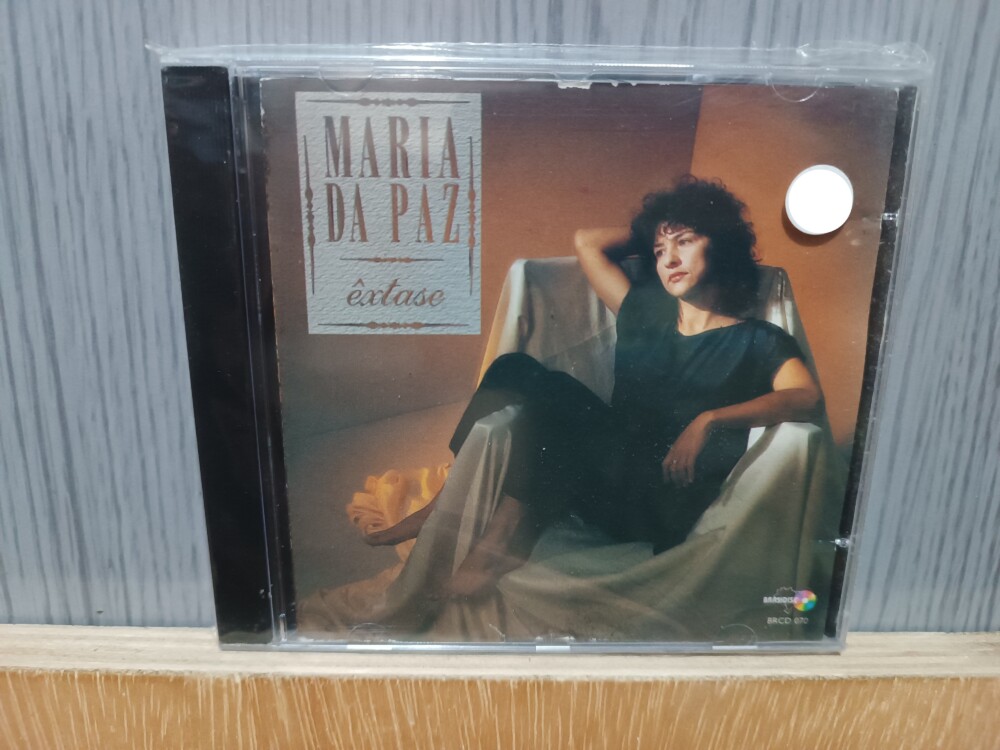 MARIA
DA PAZ
êxtase
BRCD 070